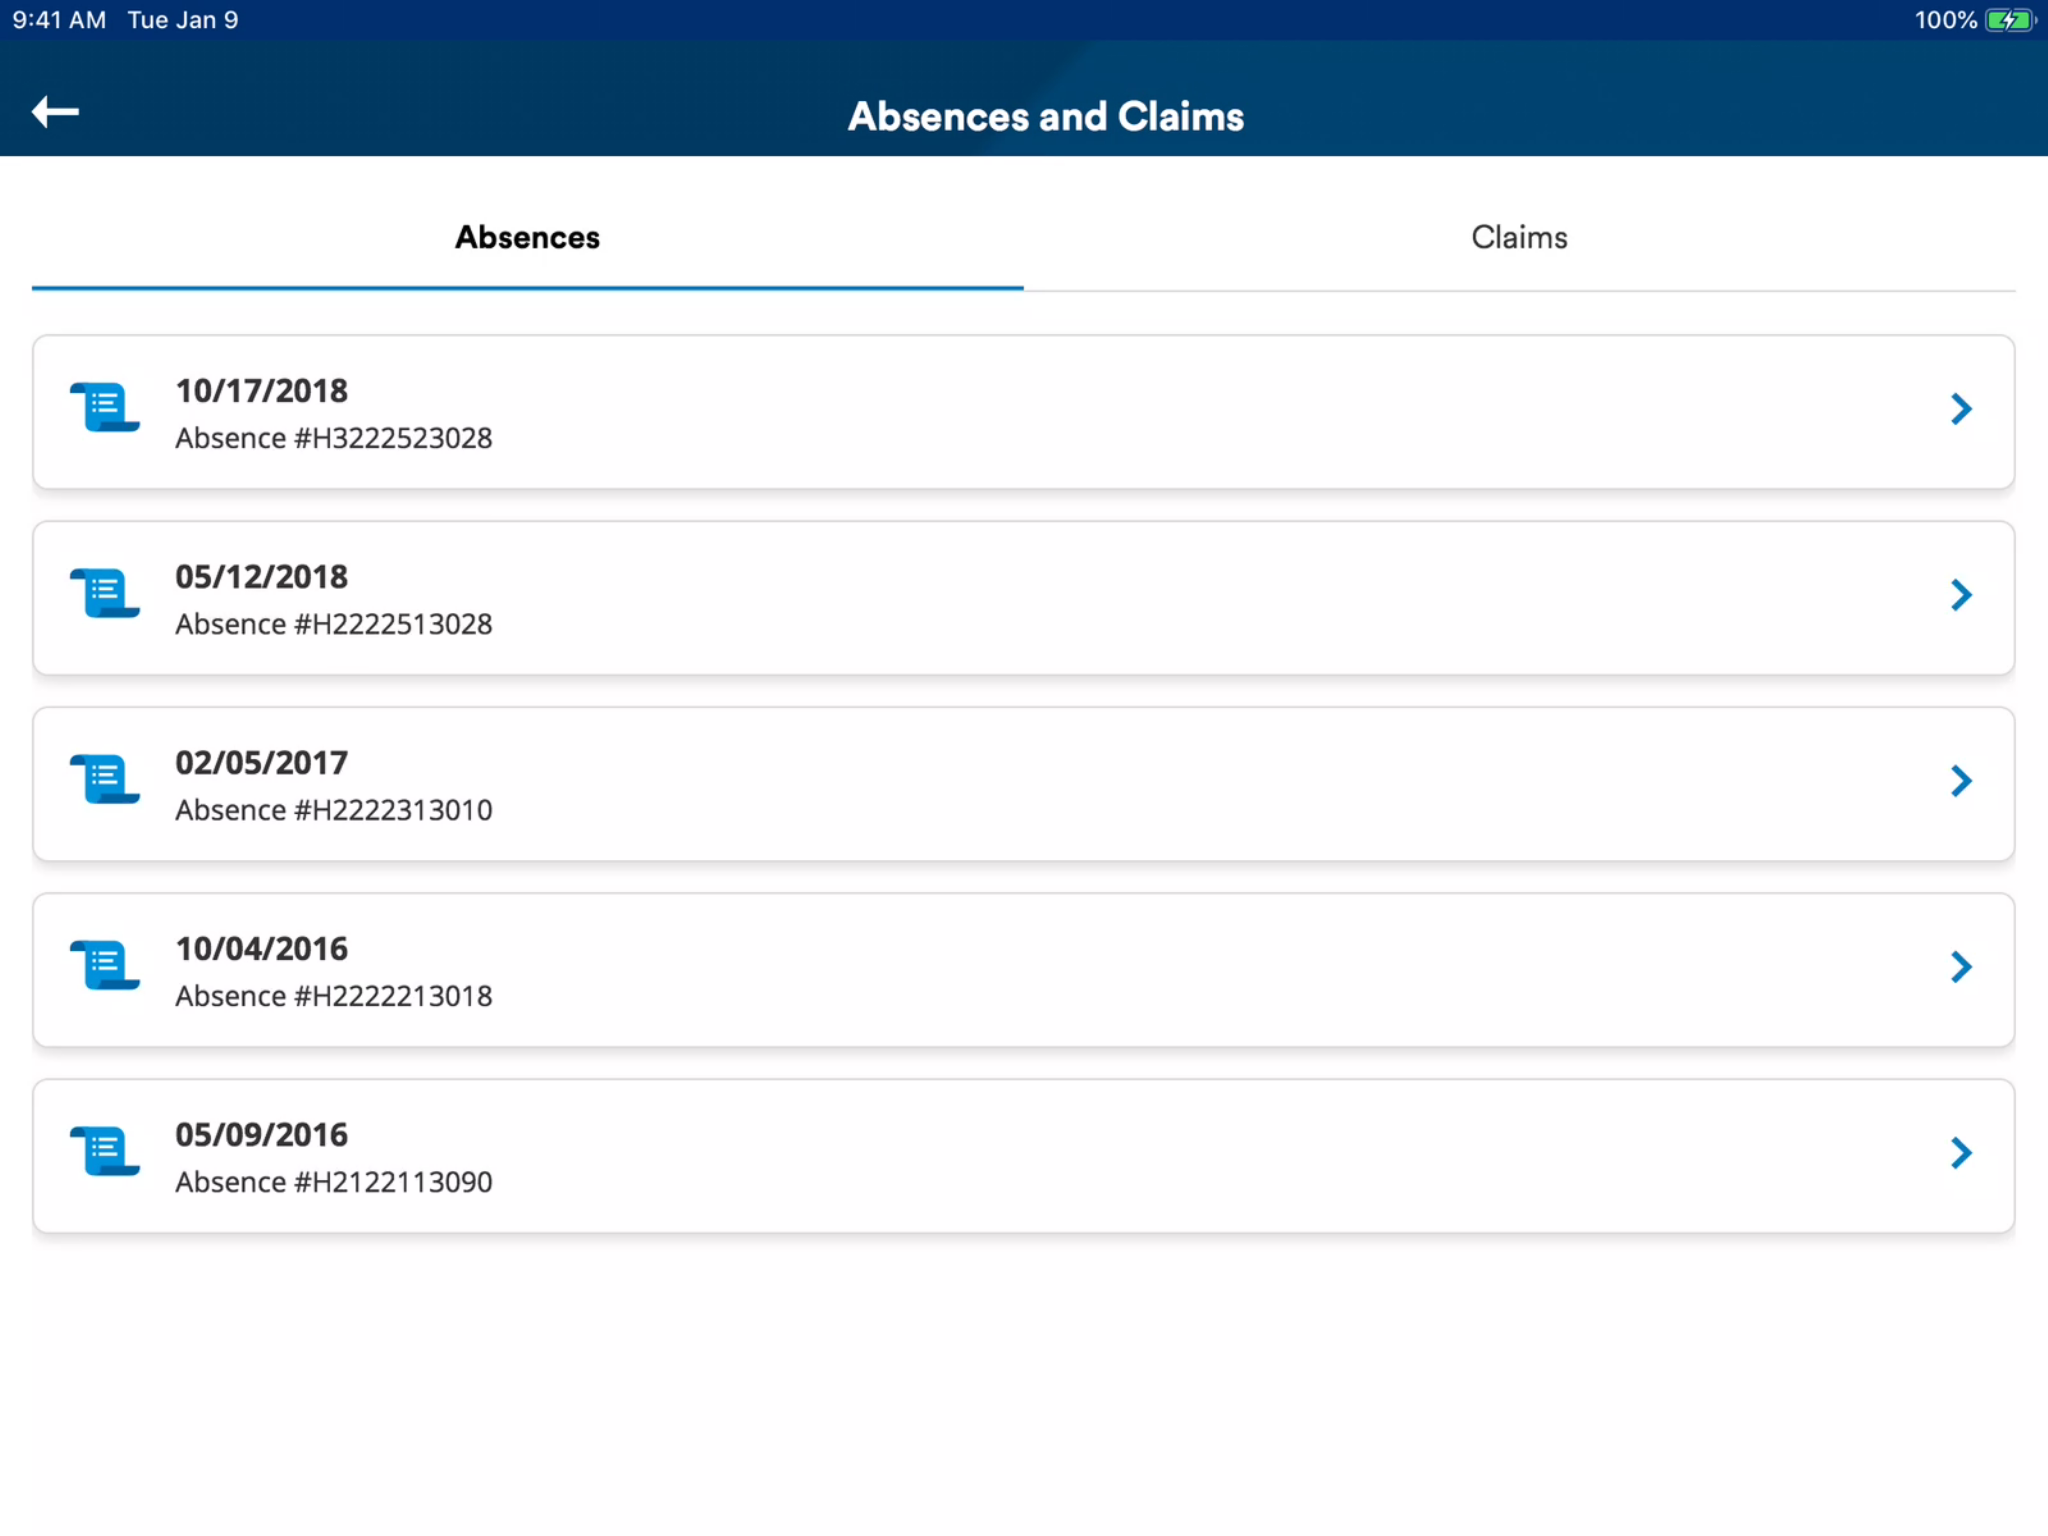 9:41 AM Tue Jan 9 100%
Absences and Claims
Absences Claims
10/17/2018
Absence #H3222523028
05/12/2018
Absence #H2222513028
02/05/2017
Absence #H2222313010
10/04/2016
Absence #H2222213018
05/09/2016
Absence #H2122113090